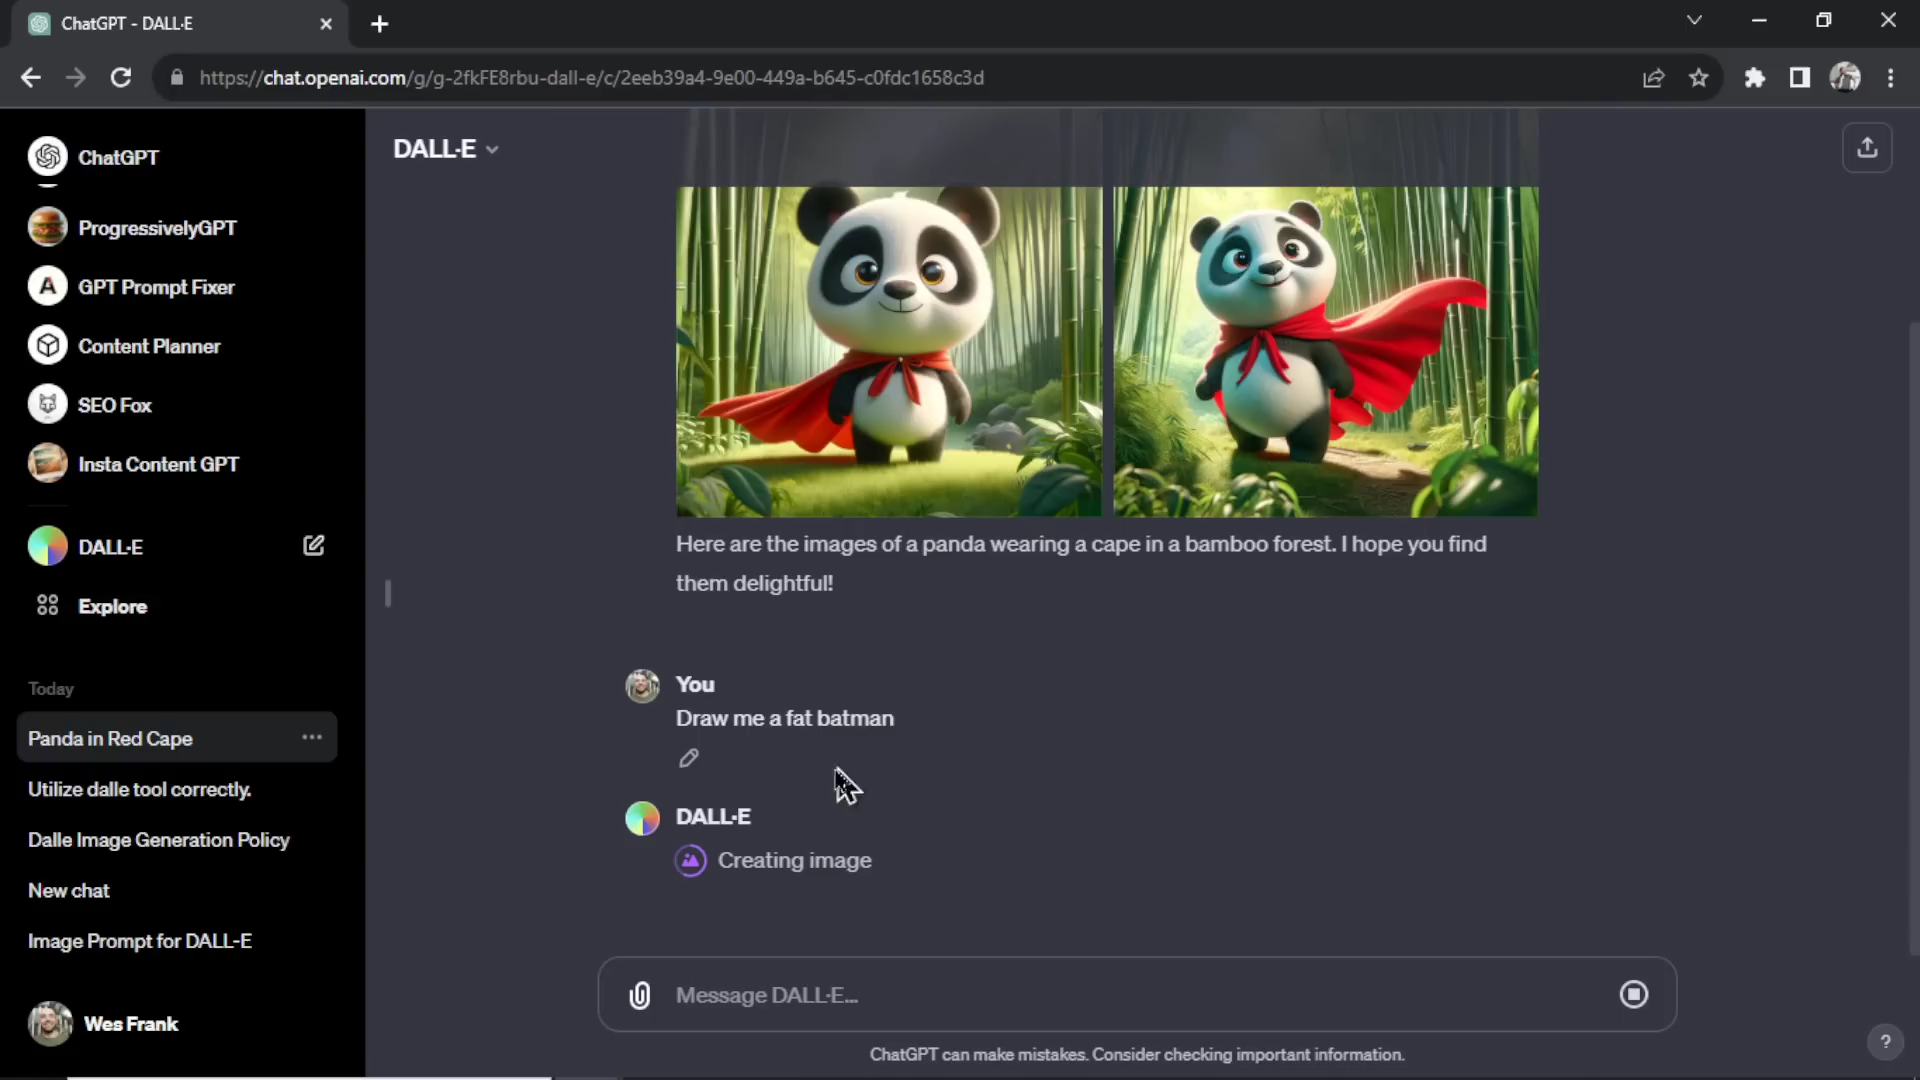 ChatGPT - DALL·E
https://chat.openai.com/g/g-2fkFE8rbu-dall-e/c/2eeb39a4-9e00-449a-b645-c0fdc1658c3d
ChatGPT
ProgressivelyGPT
A
GPT Prompt Fixer
Content Planner
SEO Fox
Insta Content GPT
DALL·E
Explore
Today
Panda in Red Cape
Utilize dalle tool correctly.
Dalle Image Generation Policy
New chat
Image Prompt for DALL-E
Wes Frank
DALL·E
Here are the images of a panda wearing a cape in a bamboo forest. I hope you find
them delightful!
You
Draw me a fat batman
DALL·E
Creating image
Message DALL·E...
ChatGPT can make mistakes. Consider checking important information.
?